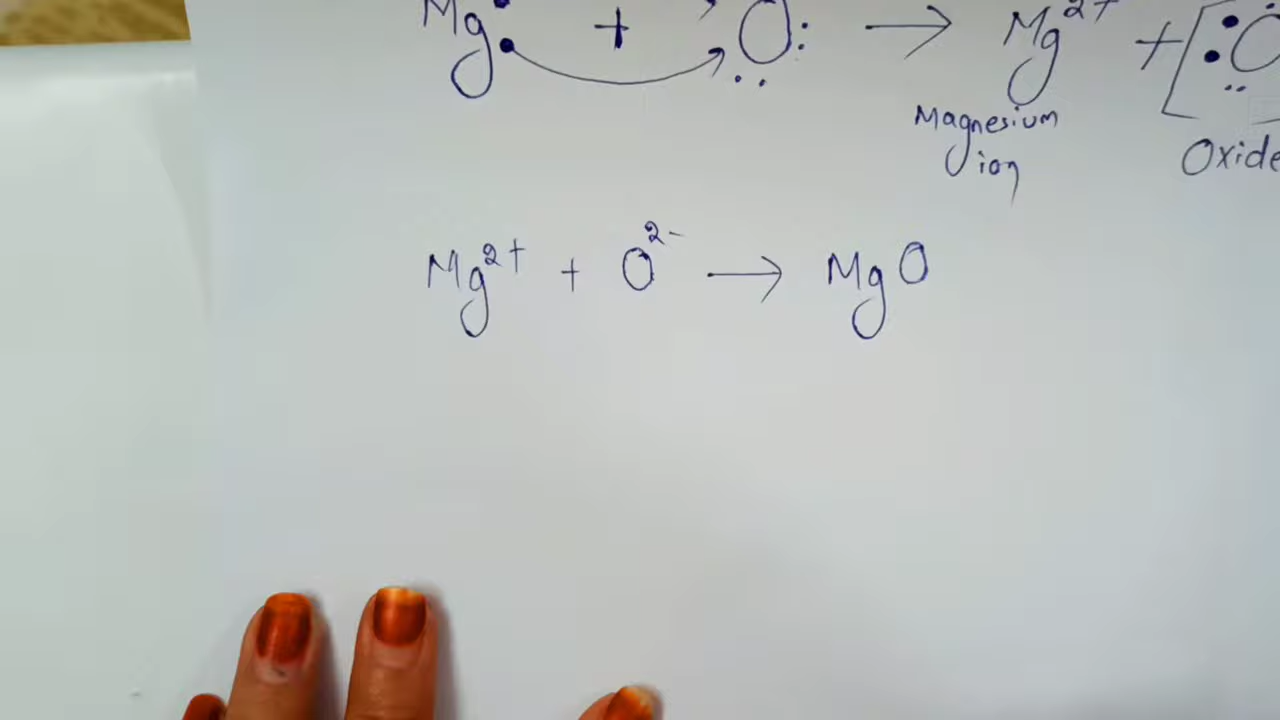 Mg + O → Mg²⁺ + [O
Magnesium Oxide
ion
Mg²⁺ + O²⁻ → MgO